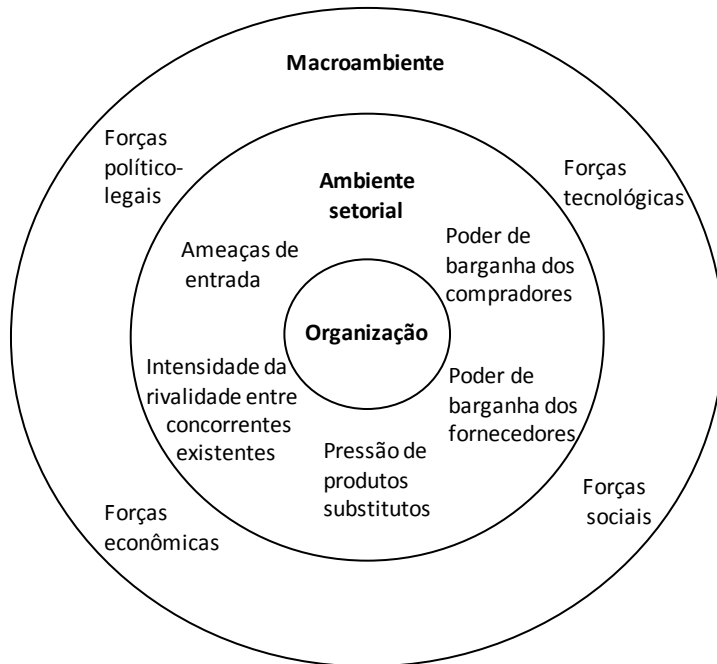 Macroambiente
Forças
político-
legais
Forças
tecnológicas
Ambiente
setorial
Ameaças de
entrada
Poder de
barganha dos
compradores
Organização
Intensidade da
rivalidade entre
concorrentes
existentes
Poder de
barganha dos
fornecedores
Pressão de
produtos
substitutos
Forças
econômicas
Forças
sociais